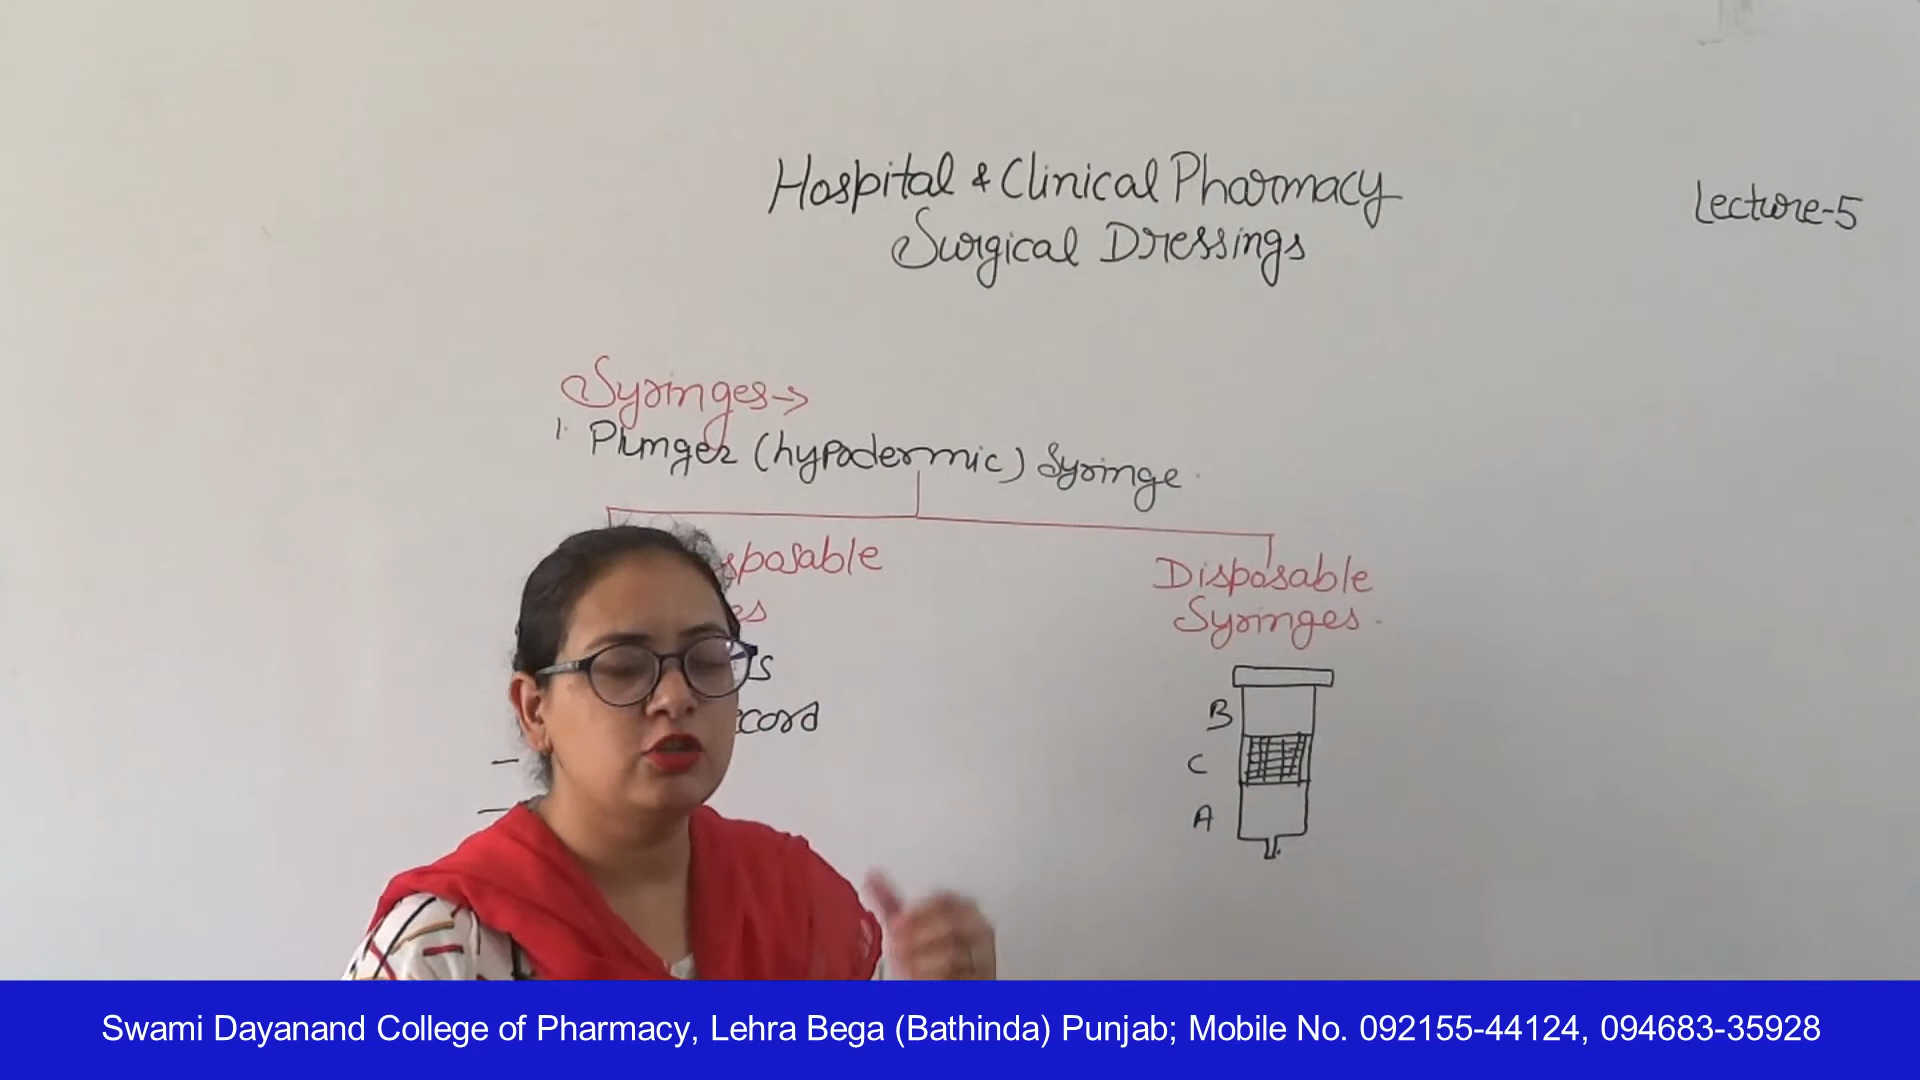 Hospital & Clinical Pharmacy
Surgical Dressings
Lecture-5
Syringes→
1. Plunger (hypodermic) Syringe.
Disposable
Syringes.
B
C
A
Swami Dayanand College of Pharmacy, Lehra Bega (Bathinda) Punjab; Mobile No. 092155-44124, 094683-35928